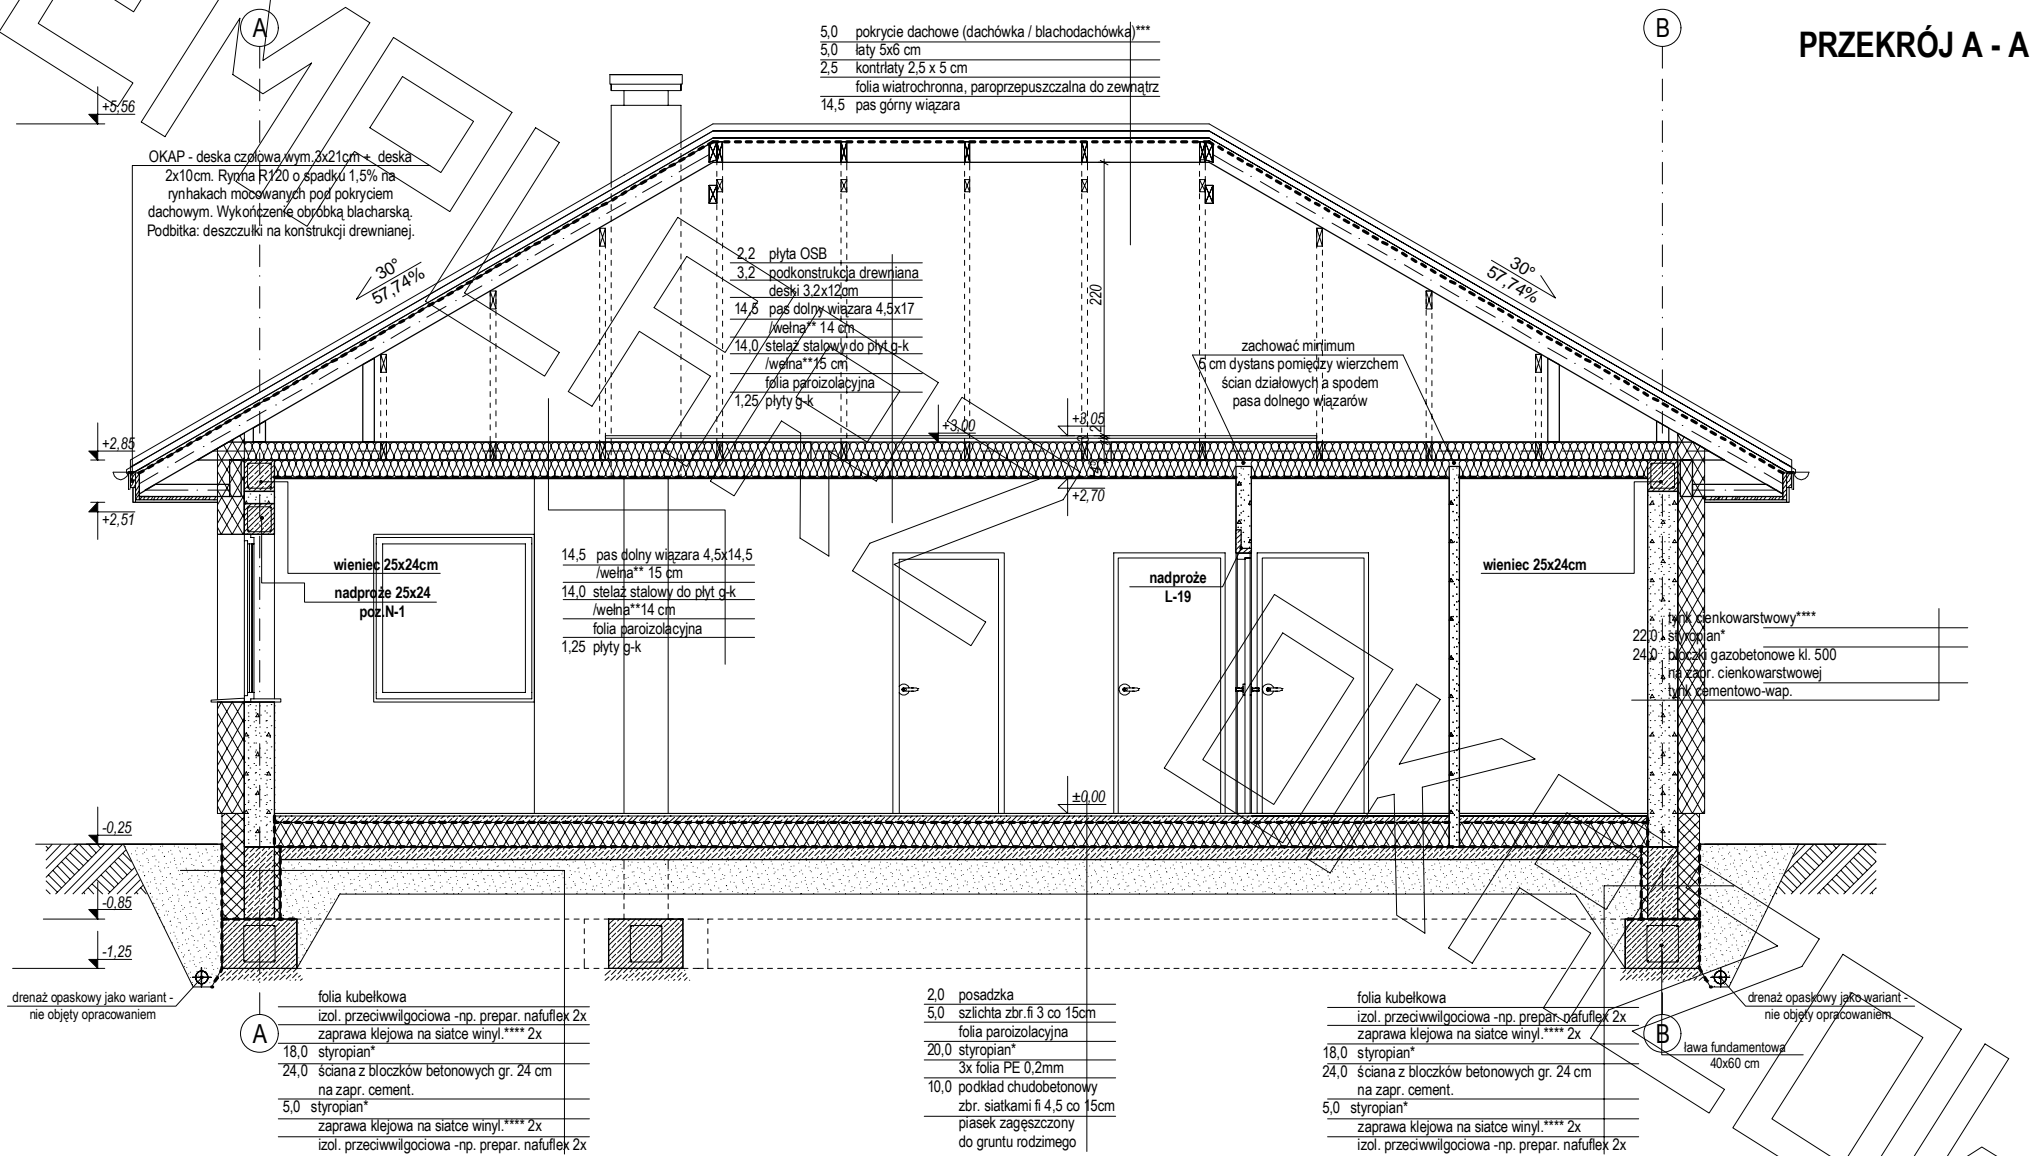 PRZEKRÓJ A - A
A
B
5,0 pokrycie dachowe (dachówka / blachodachówka)***
5,0 łaty 5x6 cm
2,5 kontrłaty 2,5 x 5 cm
folia wiatrochronna, paroprzepuszczalna do zewnątrz
14,5 pas górny wiązara
+5,56
OKAP - deska czołowa wym.3x21cm + deska
2x10cm. Rynna R120 o spadku 1,5% na
rynhakach mocowanych pod pokryciem
dachowym. Wykończenie obróbką blacharską.
Podbitka: deszczułki na konstrukcji drewnianej.
30°
57,74%
2,2 płyta OSB
3,2 podkonstrukcja drewniana
deski 3,2x12cm
14,5 pas dolny wiązara 4,5x17
/wełna** 14 cm
14,0 stelaż stalowy do płyt g-k
/wełna**15 cm
folia paroizolacyjna
1,25 płyty g-k
220
30°
57,74%
zachować minimum
5 cm dystans pomiędzy wierzchem
ścian działowych a spodem
pasa dolnego wiązarów
+3,00
+3,05
+2,85
+2,70
+2,51
wieniec 25x24cm
nadproże 25x24
poz.N-1
14,5 pas dolny wiązara 4,5x14,5
/wełna** 15 cm
14,0 stelaż stalowy do płyt g-k
/wełna**14 cm
folia paroizolacyjna
1,25 płyty g-k
nadproże
L-19
wieniec 25x24cm
tynk cienkowarstwowy****
22,0 styropian*
24,0 bloczki gazobetonowe kl. 500
na zapr. cienkowarstwowej
tynk cementowo-wap.
±0,00
-0,25
-0,85
-1,25
drenaż opaskowy jako wariant -
nie objęty opracowaniem
A
folia kubełkowa
izol. przeciwwilgociowa -np. prepar. nafuflex 2x
zaprawa klejowa na siatce winyl.**** 2x
18,0 styropian*
24,0 ściana z bloczków betonowych gr. 24 cm
na zapr. cement.
5,0 styropian*
zaprawa klejowa na siatce winyl.**** 2x
izol. przeciwwilgociowa -np. prepar. nafuflex 2x
2,0 posadzka
5,0 szlichta zbr.fi 3 co 15cm
folia paroizolacyjna
20,0 styropian*
3x folia PE 0,2mm
10,0 podkład chudobetonowy
zbr. siatkami fi 4,5 co 15cm
piasek zagęszczony
do gruntu rodzimego
folia kubełkowa
izol. przeciwwilgociowa -np. prepar. nafuflex 2x
zaprawa klejowa na siatce winyl.**** 2x
18,0 styropian*
24,0 ściana z bloczków betonowych gr. 24 cm
na zapr. cement.
5,0 styropian*
zaprawa klejowa na siatce winyl.**** 2x
izol. przeciwwilgociowa -np. prepar. nafuflex 2x
drenaż opaskowy jako wariant -
nie objęty opracowaniem
B
ława fundamentowa
40x60 cm